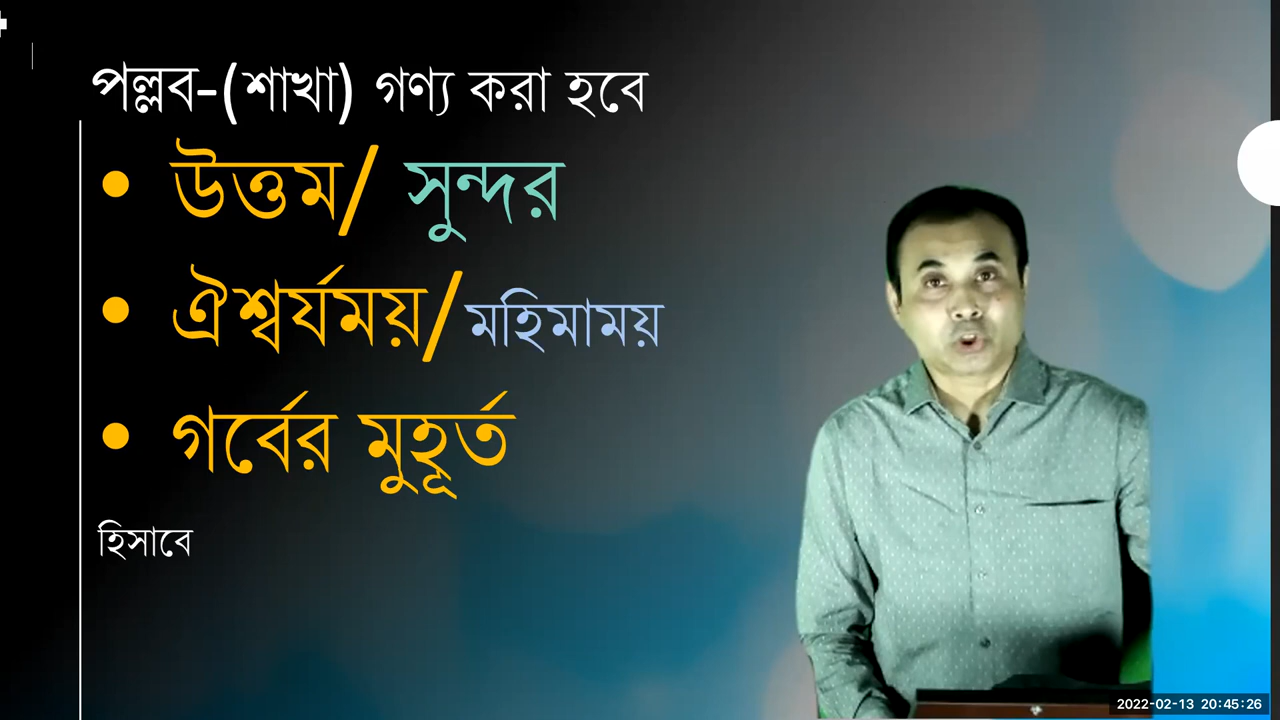 পল্লব-(শাখা) গণ্য করা হবে
• উত্তম/ সুন্দর
• ঐশ্বর্যময়/মহিমাময়
• গর্বের মুহূর্ত
হিসাবে
2022-02-13 20:45:26